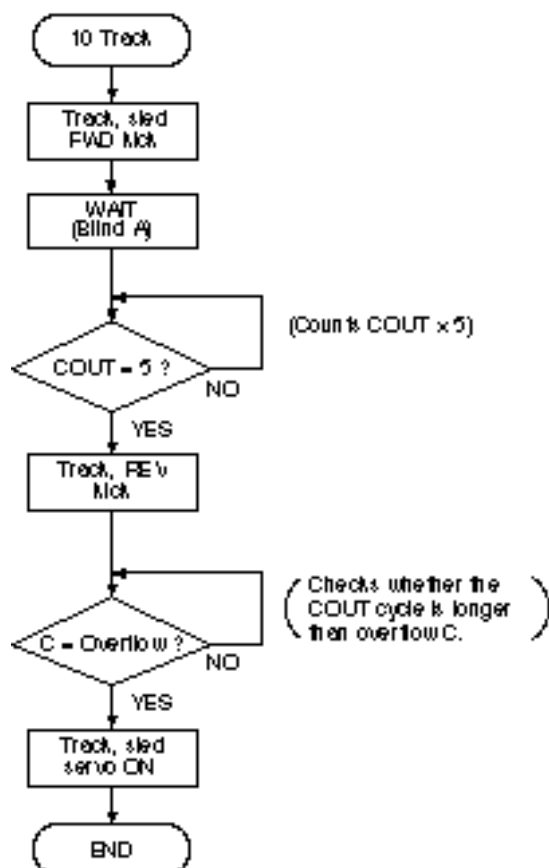 10 Track
Track, sled
FWD kick
WAIT
(Blind A)
(Counts COUT × 5)
COUT = 5 ?
NO
YES
Track, REV
kick
(Checks whether the
COUT cycle is longer
than overflow C.)
C = Overflow ?
NO
YES
Track, sled
servo ON
END